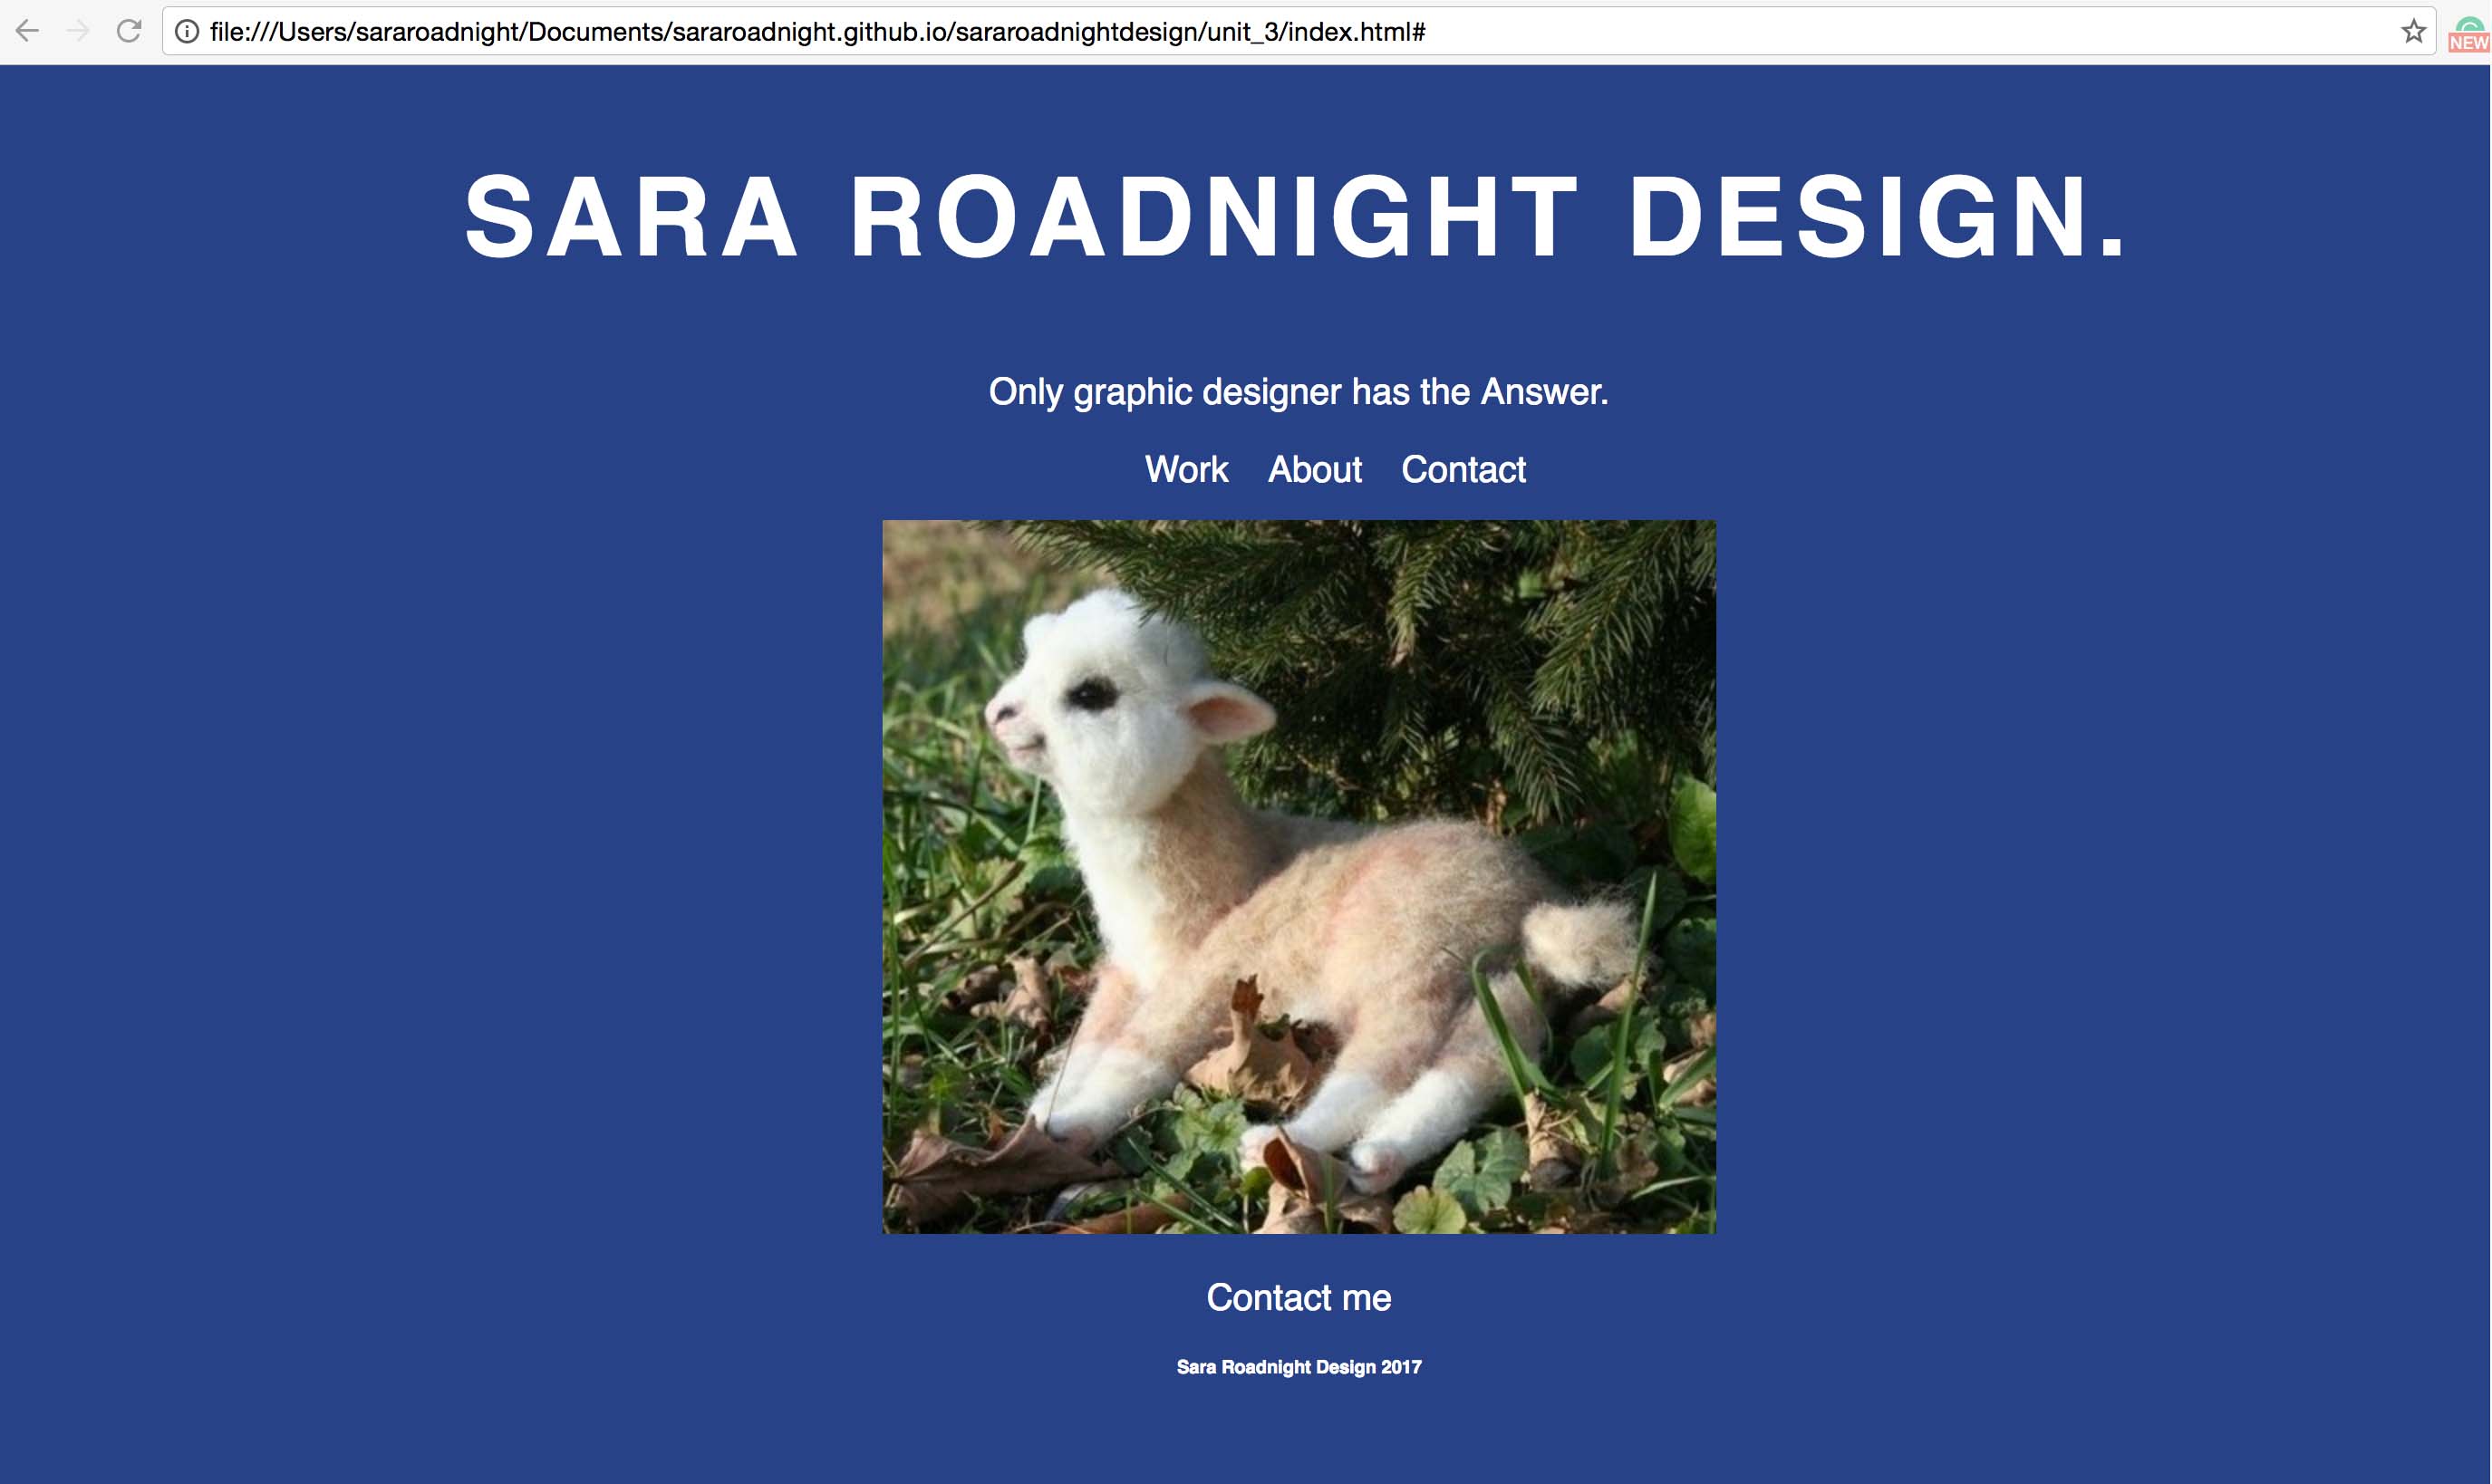 file:///Users/sararoadnight/Documents/sararoadnight.github.io/sararoadnightdesign/unit_3/index.html#
NEW
SARA ROADNIGHT DESIGN.
Only graphic designer has the Answer.
Work About Contact
Contact me
Sara Roadnight Design 2017